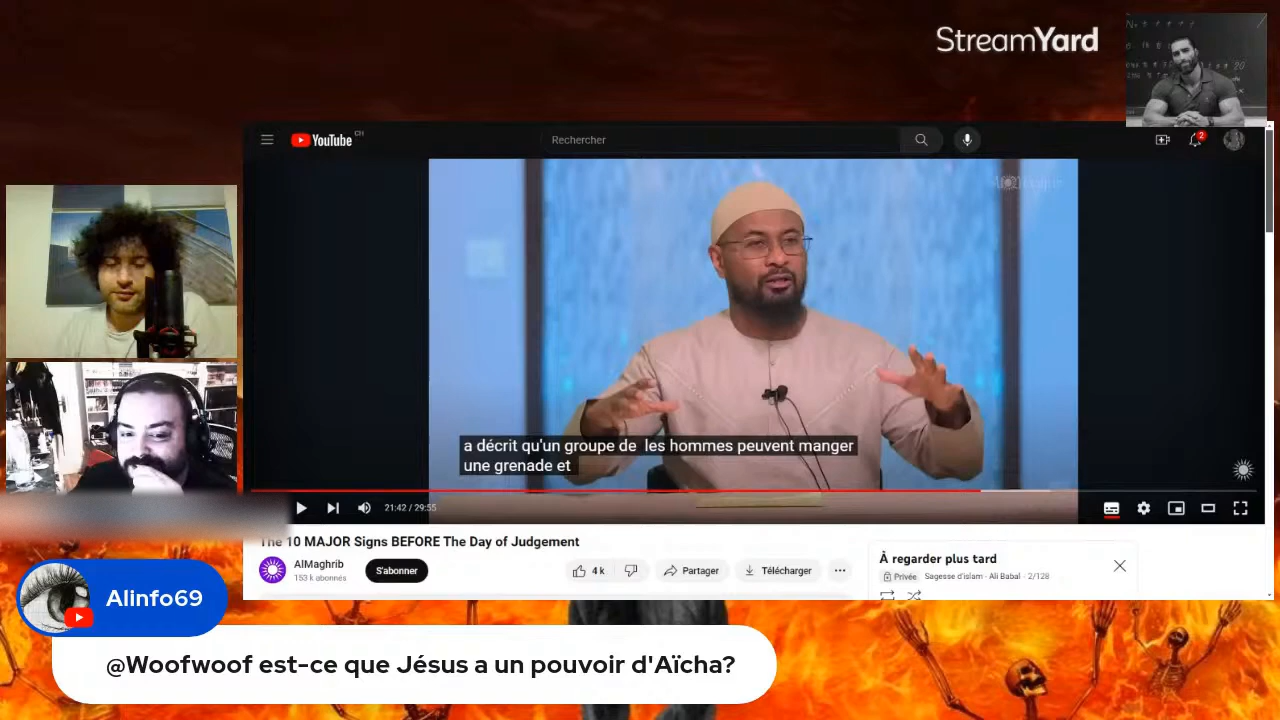 StreamYard
YouTube CH
Rechercher
2
a décrit qu'un groupe de les hommes peuvent manger
une grenade et
21:42 / 29:55
The 10 MAJOR Signs BEFORE The Day of Judgement
AlMaghrib
153 k abonnés
S'abonner
4 k
Partager
Télécharger
À regarder plus tard
Privée
Sagesse d'islam · Ali Babal · 2/128
Alinfo69
@Woofwoof est-ce que Jésus a un pouvoir d'Aïcha?